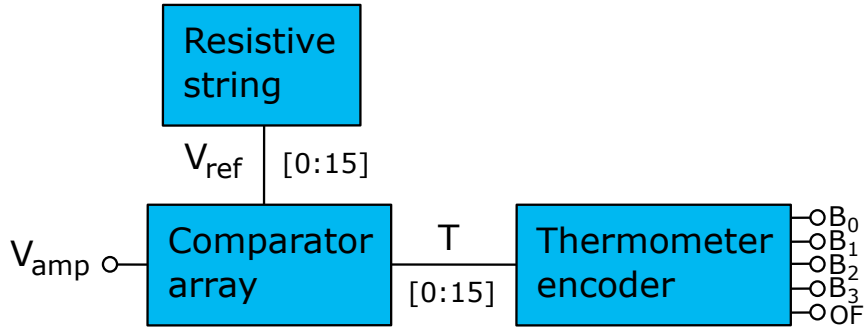 Resistive
string
Vref [0:15]
Vamp
Comparator
array
T
[0:15]
Thermometer
encoder
B0
B1
B2
B3
OF